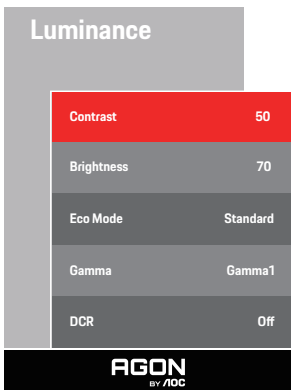 Luminance
Contrast 50
Brightness 70
Eco Mode Standard
Gamma Gamma1
DCR Off
AGON
BY AOC